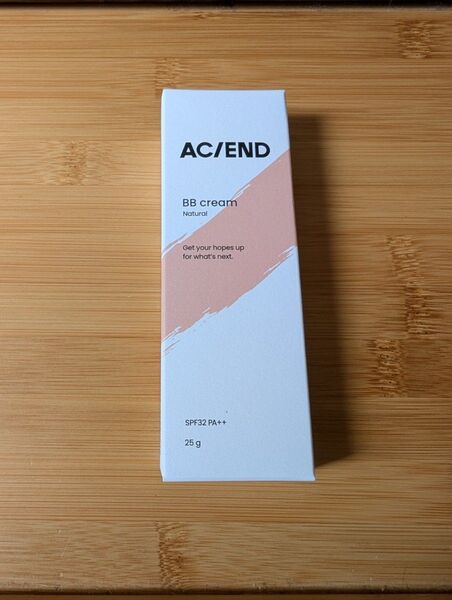 AC/END
BB cream
Natural
Get your hopes up
for what's next.
SPF32 PA++
25 g